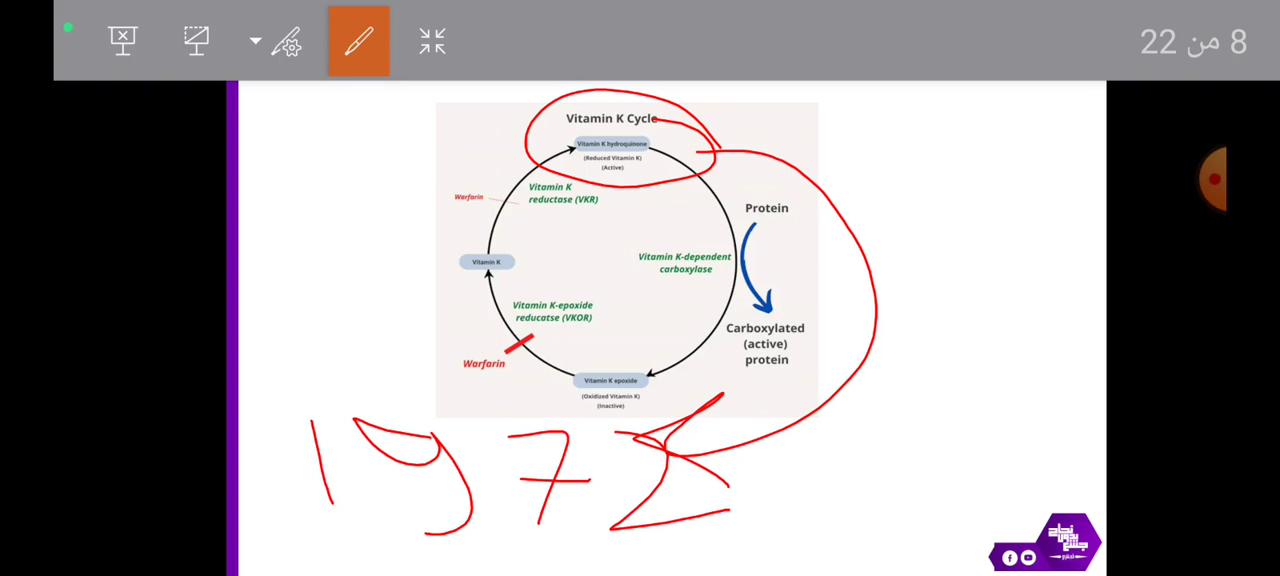 8 من 22
Vitamin K Cycle
Vitamin K hydroquinone
(Reduced Vitamin K)
(Active)
Vitamin K
reductase (VKR)
Warfarin
Protein
Vitamin K
Vitamin K-dependent
carboxylase
Vitamin K-epoxide
reducatse (VKOR)
Warfarin
Carboxylated
(active)
protein
Vitamin K epoxide
(Oxidized Vitamin K)
(Inactive)
197